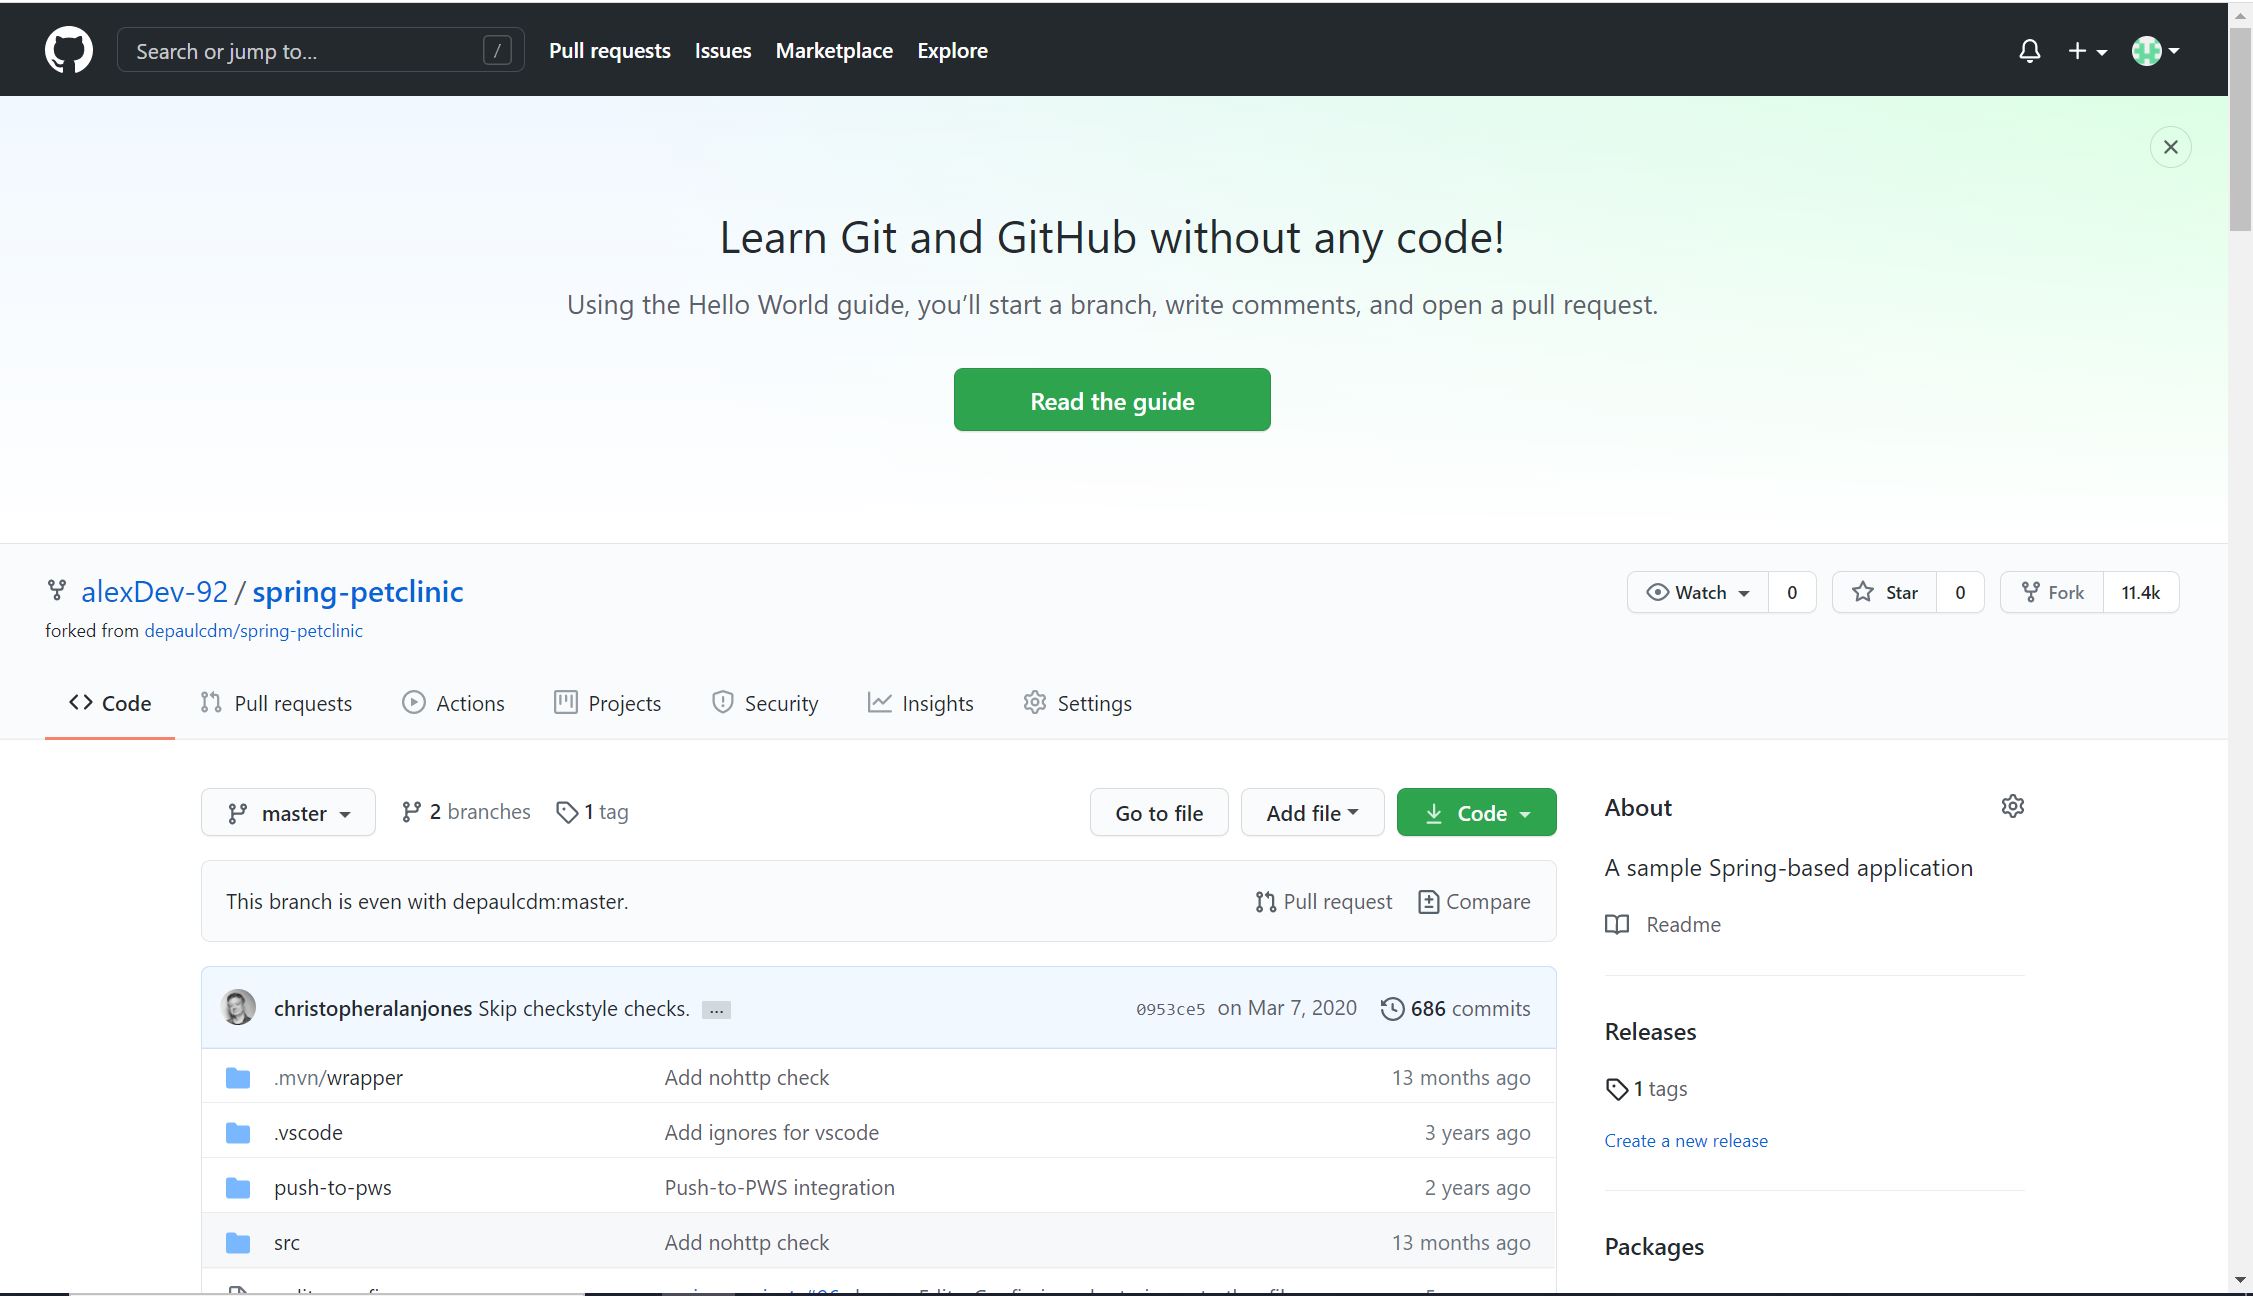 Search or jump to... /
Pull requests Issues Marketplace Explore
Learn Git and GitHub without any code!
Using the Hello World guide, you’ll start a branch, write comments, and open a pull request.
Read the guide
alexDev-92 / spring-petclinic
forked from depaulcdm/spring-petclinic
Watch 0 Star 0 Fork 11.4k
Code Pull requests Actions Projects Security Insights Settings
master 2 branches 1 tag Go to file Add file Code
This branch is even with depaulcdm:master. Pull request Compare
christopheralanjones Skip checkstyle checks. ... 0953ce5 on Mar 7, 2020 686 commits
.mvn/wrapper Add nohttp check 13 months ago
.vscode Add ignores for vscode 3 years ago
push-to-pws Push-to-PWS integration 2 years ago
src Add nohttp check 13 months ago
About
A sample Spring-based application
Readme
Releases
1 tags
Create a new release
Packages